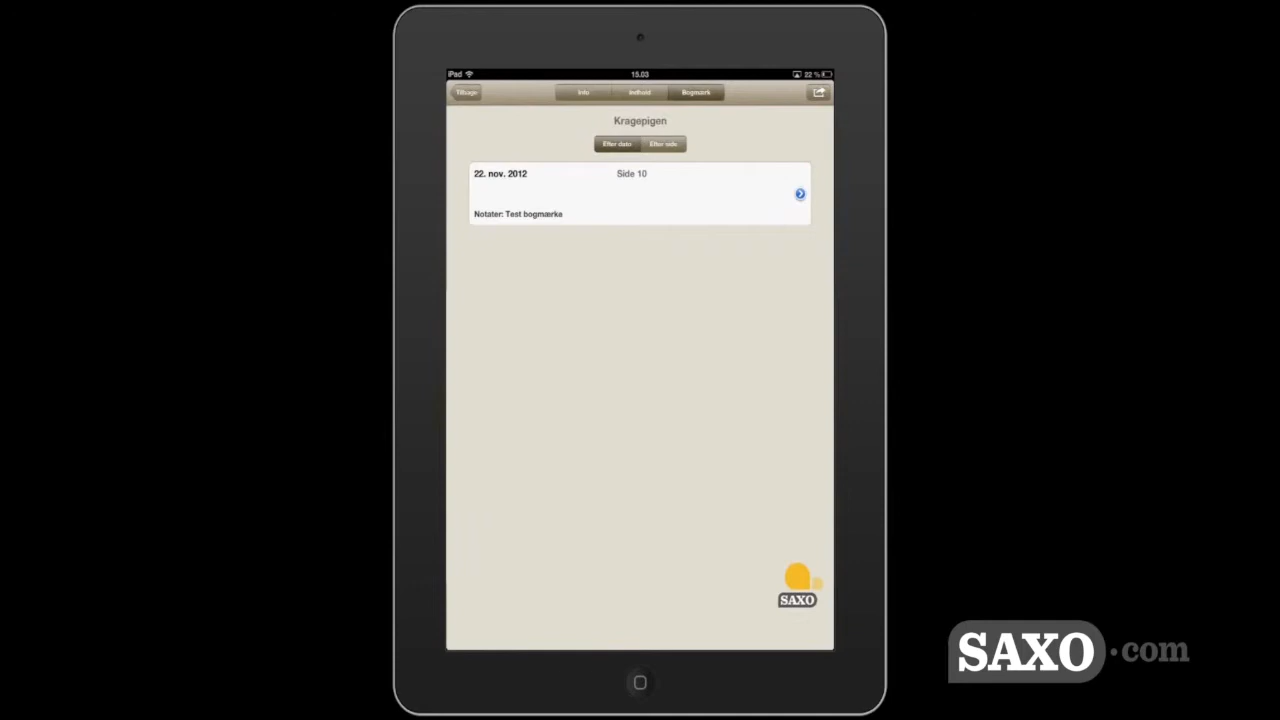 iPad 15.03 22 %
Tilbage Info Indhold Bogmærk
Kragepigen
Efter dato Efter side
22. nov. 2012 Side 10
Notater: Test bogmærke
SAXO
SAXO.com